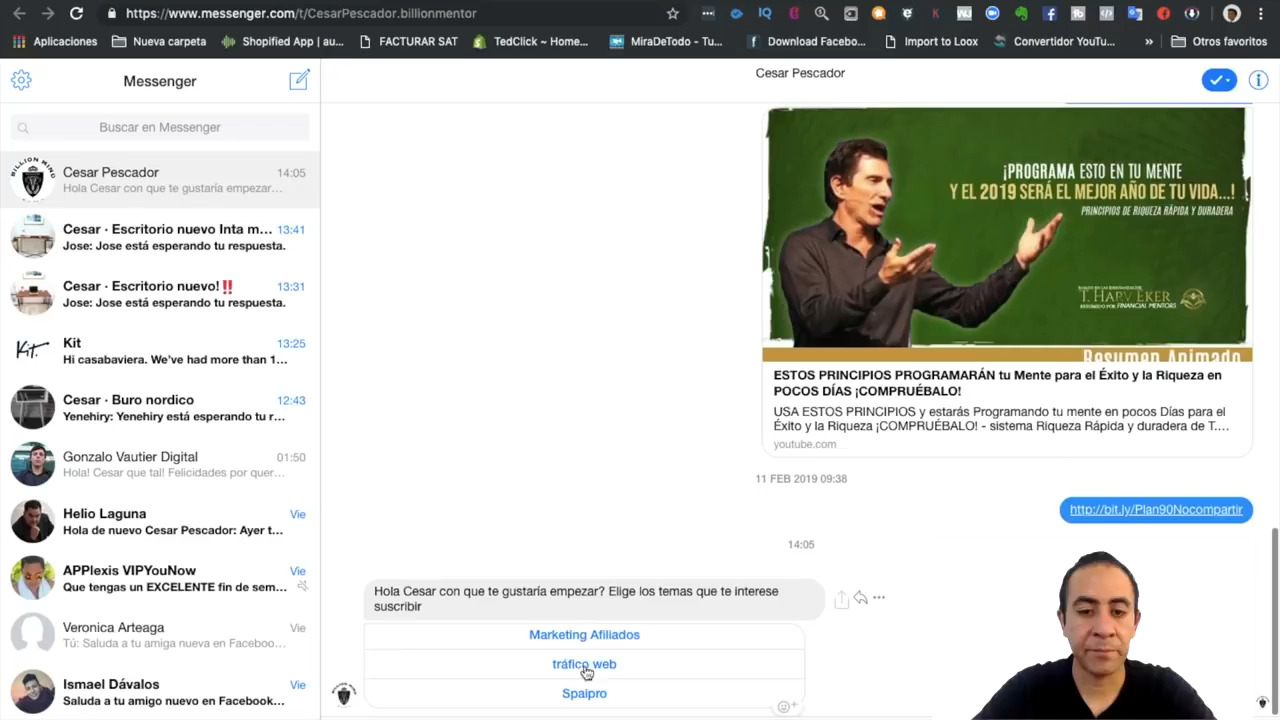 https://www.messenger.com/t/CesarPescador.billionmentor
Aplicaciones
Nueva carpeta
Shopified App | au...
FACTURAR SAT
TedClick ~ Home...
MiraDeTodo - Tu...
Download Facebo...
Import to Loox
Convertidor YouTu...
»
Otros favoritos
Messenger
Buscar en Messenger
Cesar Pescador
14:05
Hola Cesar con que te gustaría empezar…
Cesar · Escritorio nuevo Inta m...
13:41
Jose: Jose está esperando tu respuesta.
Cesar · Escritorio nuevo!‼️
13:31
Jose: Jose está esperando tu respuesta.
Kit
13:25
Hi casabaviera. We’ve had more than 1…
Kit.
Cesar · Buro nordico
12:43
Yenehiry: Yenehiry está esperando tu r…
Gonzalo Vautier Digital
01:50
Hola! Cesar que tal! Felicidades por quer…
Helio Laguna
Vie
Hola de nuevo Cesar Pescador: Ayer t…
APPlexis VIPYouNow
Vie
Que tengas un EXCELENTE fin de sem…
Veronica Arteaga
Vie
Tú: Saluda a tu amiga nueva en Faceboo…
Ismael Dávalos
Vie
Saluda a tu amigo nuevo en Facebook…
Cesar Pescador
¡PROGRAMA ESTO EN TU MENTE
Y EL 2019 SERÁ EL MEJOR AÑO DE TU VIDA...!
PRINCIPIOS DE RIQUEZA RÁPIDA Y DURADERA
T. HARV EKER
Resumen Animado
ESTOS PRINCIPIOS PROGRAMARÁN tu Mente para el Éxito y la Riqueza en
POCOS DÍAS ¡COMPRUÉBALO!
USA ESTOS PRINCIPIOS y estarás Programando tu mente en pocos Días para el
Éxito y la Riqueza ¡COMPRUÉBALO! - sistema Riqueza Rápida y duradera de T....
youtube.com
11 FEB 2019 09:38
http://bit.ly/Plan90Nocompartir
14:05
Hola Cesar con que te gustaría empezar? Elige los temas que te interese
suscribir
Marketing Afiliados
tráfico web
Spaipro